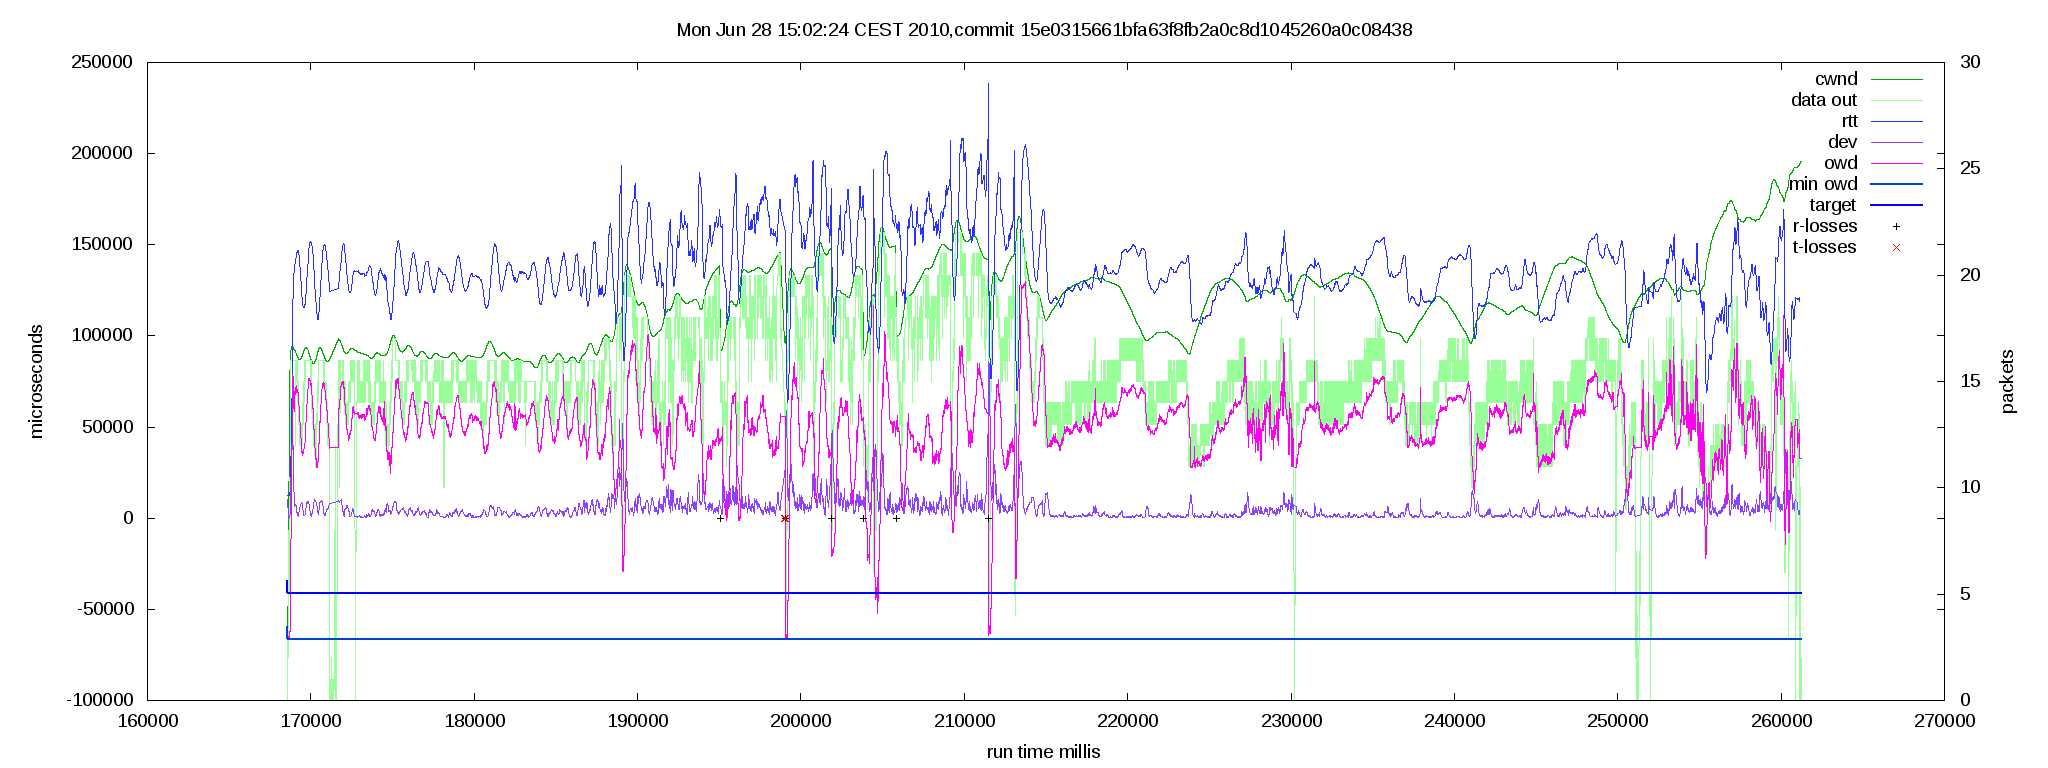 Mon Jun 28 15:02:24 CEST 2010,commit 15e0315661bfa63f8fb2a0c8d1045260a0c08438
250000
200000
150000
100000
50000
0
-50000
-100000
microseconds
30
25
20
15
10
5
0
packets
cwnd
data out
rtt
dev
owd
min owd
target
r-losses
t-losses
160000 170000 180000 190000 200000 210000 220000 230000 240000 250000 260000 270000
run time millis